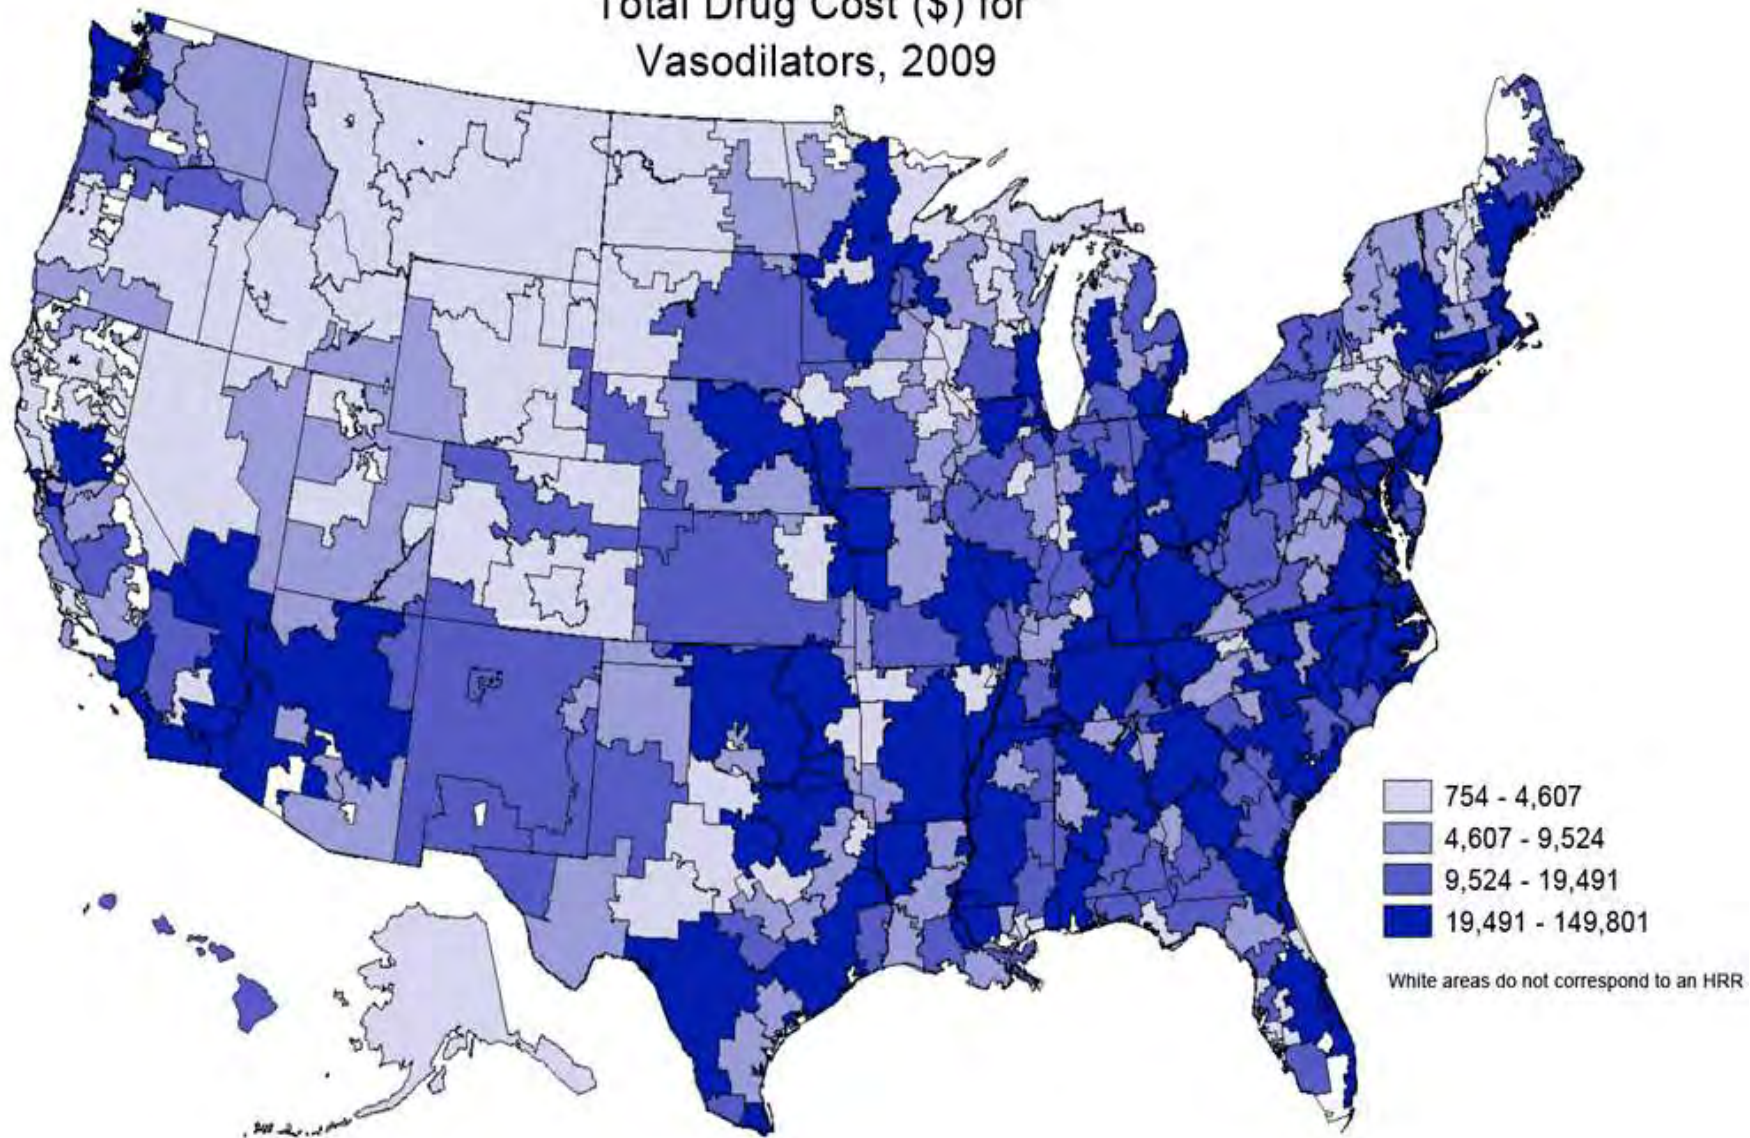 Total Drug Cost ($) for
Vasodilators, 2009
754 - 4,607
4,607 - 9,524
9,524 - 19,491
19,491 - 149,801
White areas do not correspond to an HRR